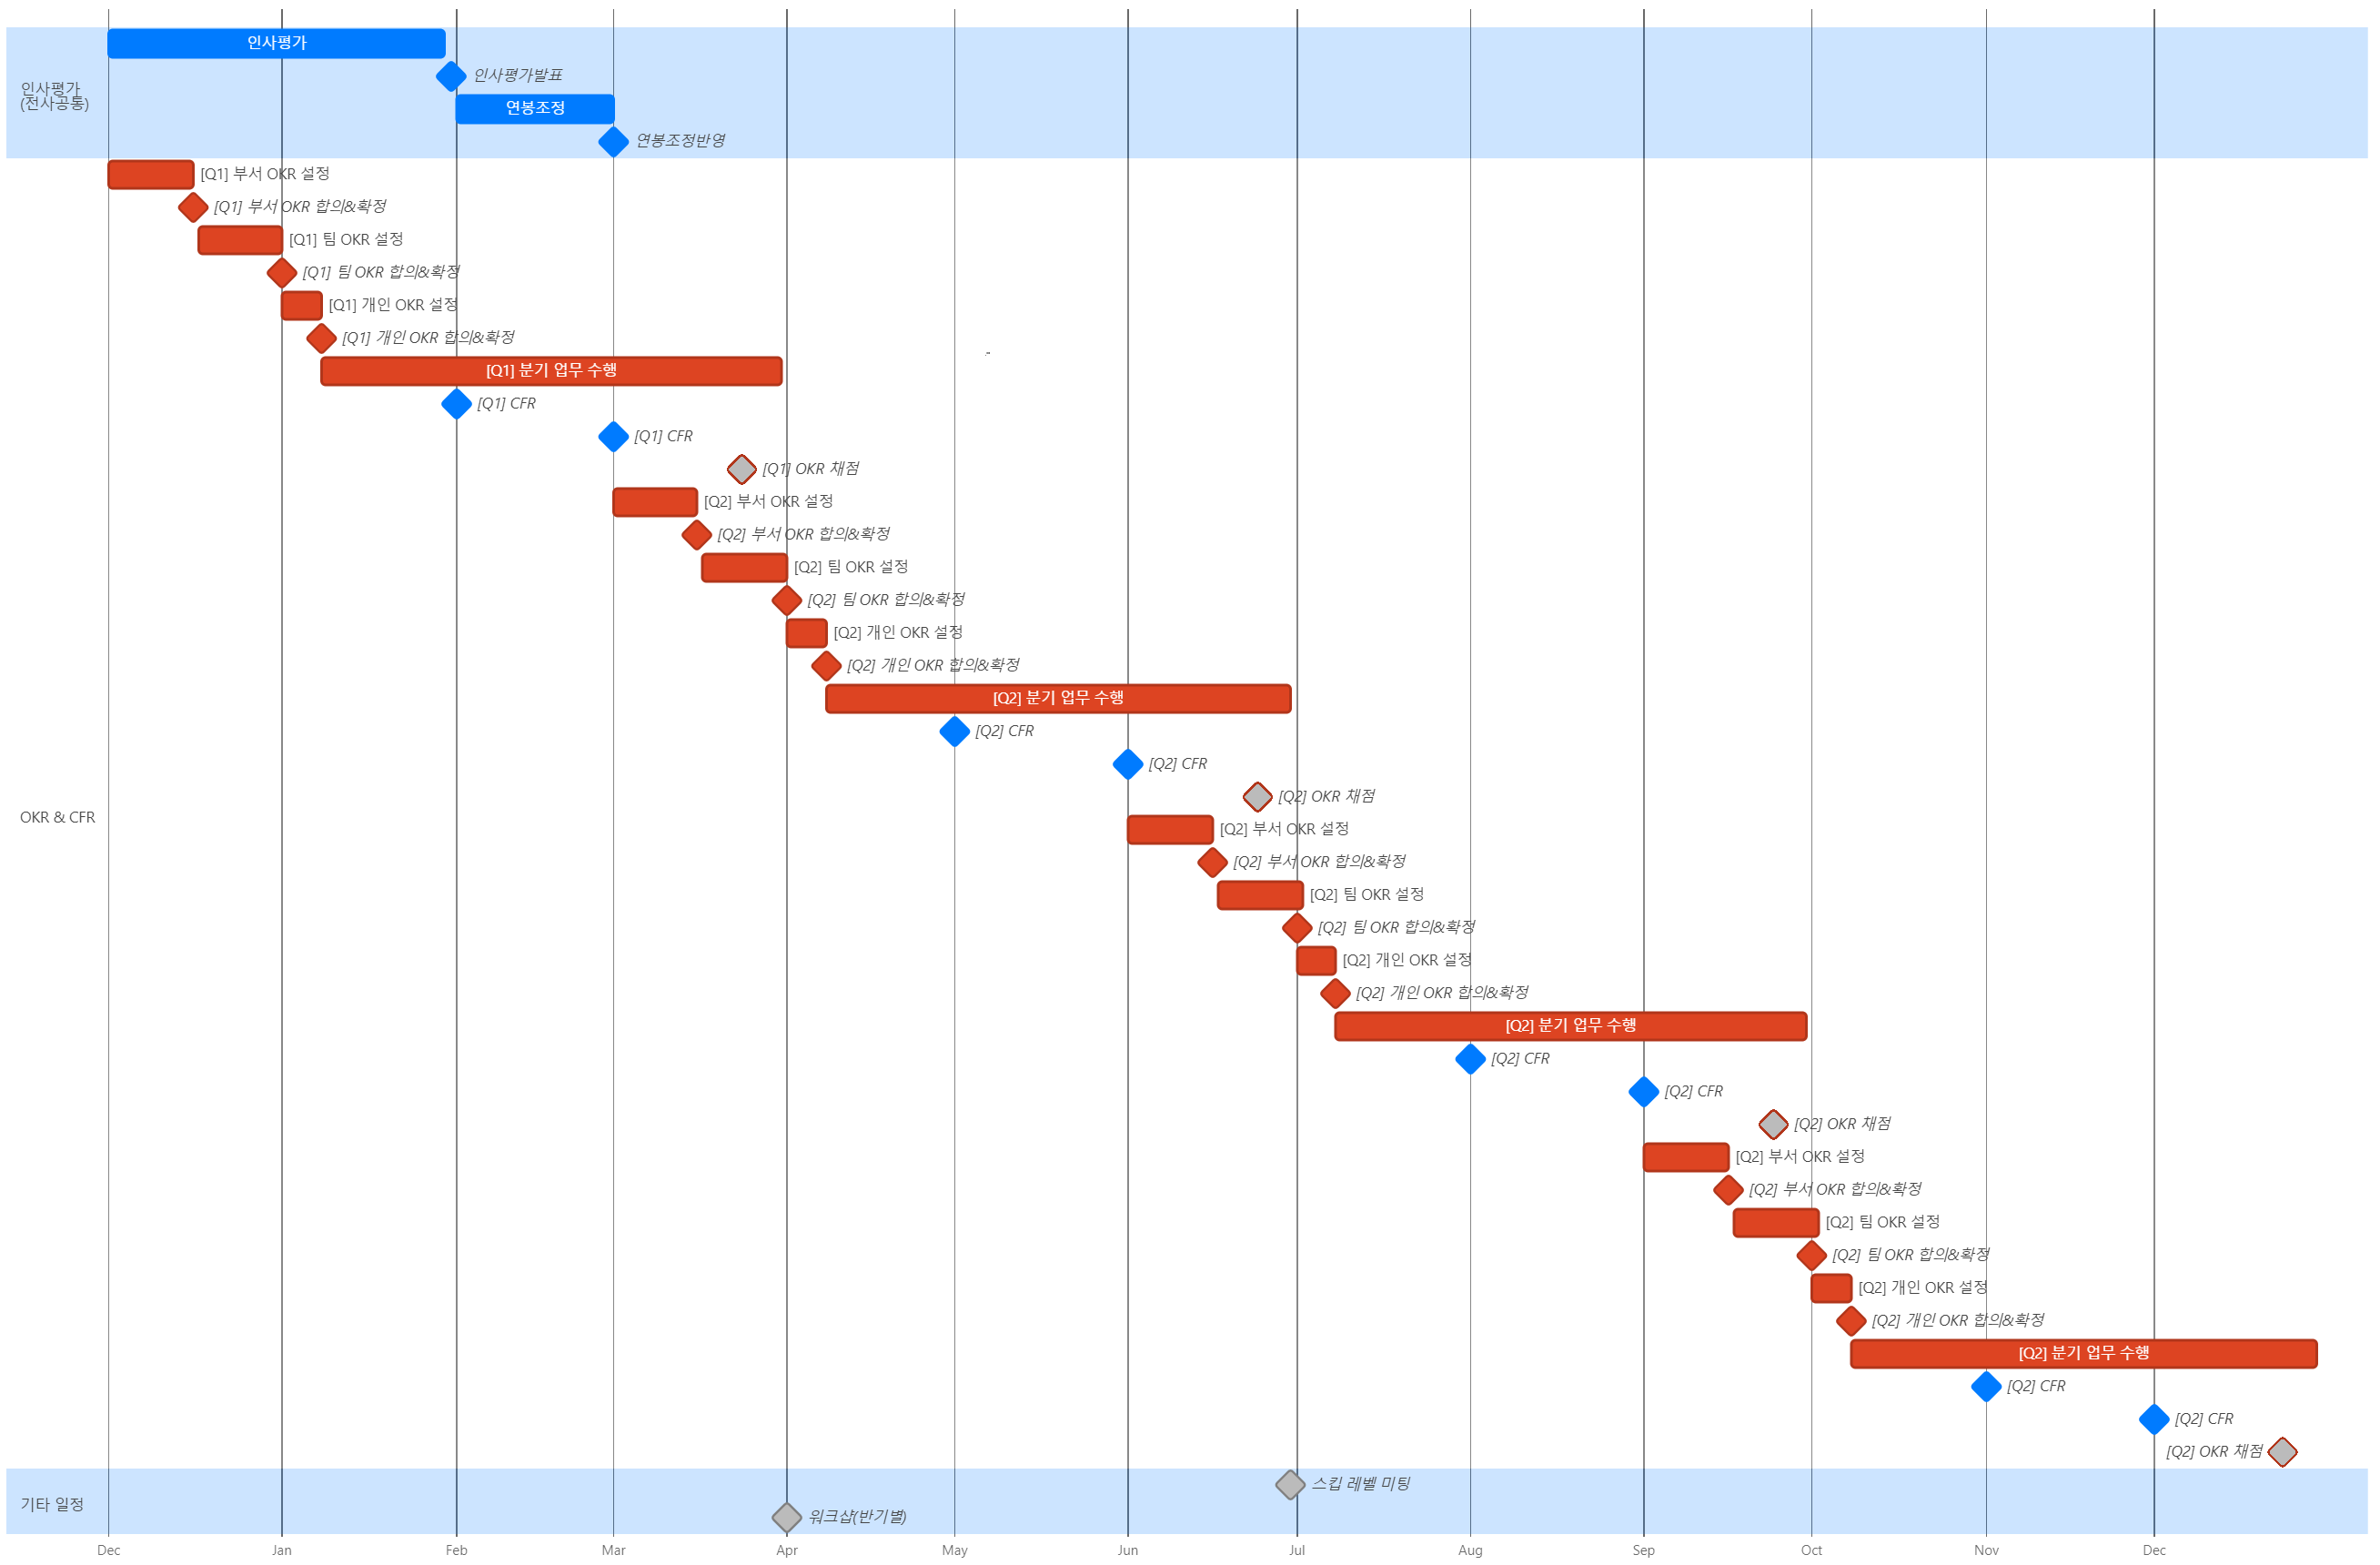 인사평가
인사평가발표
인사평가
(전사공통)
연봉조정
연봉조정반영
[Q1] 부서 OKR 설정
[Q1] 부서 OKR 합의&확정
[Q1] 팀 OKR 설정
[Q1] 팀 OKR 합의&확정
[Q1] 개인 OKR 설정
[Q1] 개인 OKR 합의&확정
[Q1] 분기 업무 수행
[Q1] CFR
[Q1] CFR
[Q1] OKR 채점
[Q2] 부서 OKR 설정
[Q2] 부서 OKR 합의&확정
[Q2] 팀 OKR 설정
[Q2] 팀 OKR 합의&확정
[Q2] 개인 OKR 설정
[Q2] 개인 OKR 합의&확정
[Q2] 분기 업무 수행
[Q2] CFR
[Q2] CFR
[Q2] OKR 채점
OKR & CFR
[Q2] 부서 OKR 설정
[Q2] 부서 OKR 합의&확정
[Q2] 팀 OKR 설정
[Q2] 팀 OKR 합의&확정
[Q2] 개인 OKR 설정
[Q2] 개인 OKR 합의&확정
[Q2] 분기 업무 수행
[Q2] CFR
[Q2] CFR
[Q2] OKR 채점
[Q2] 부서 OKR 설정
[Q2] 부서 OKR 합의&확정
[Q2] 팀 OKR 설정
[Q2] 팀 OKR 합의&확정
[Q2] 개인 OKR 설정
[Q2] 개인 OKR 합의&확정
[Q2] 분기 업무 수행
[Q2] CFR
[Q2] CFR
[Q2] OKR 채점
스킵 레벨 미팅
기타 일정
워크샵(반기별)
Dec Jan Feb Mar Apr May Jun Jul Aug Sep Oct Nov Dec